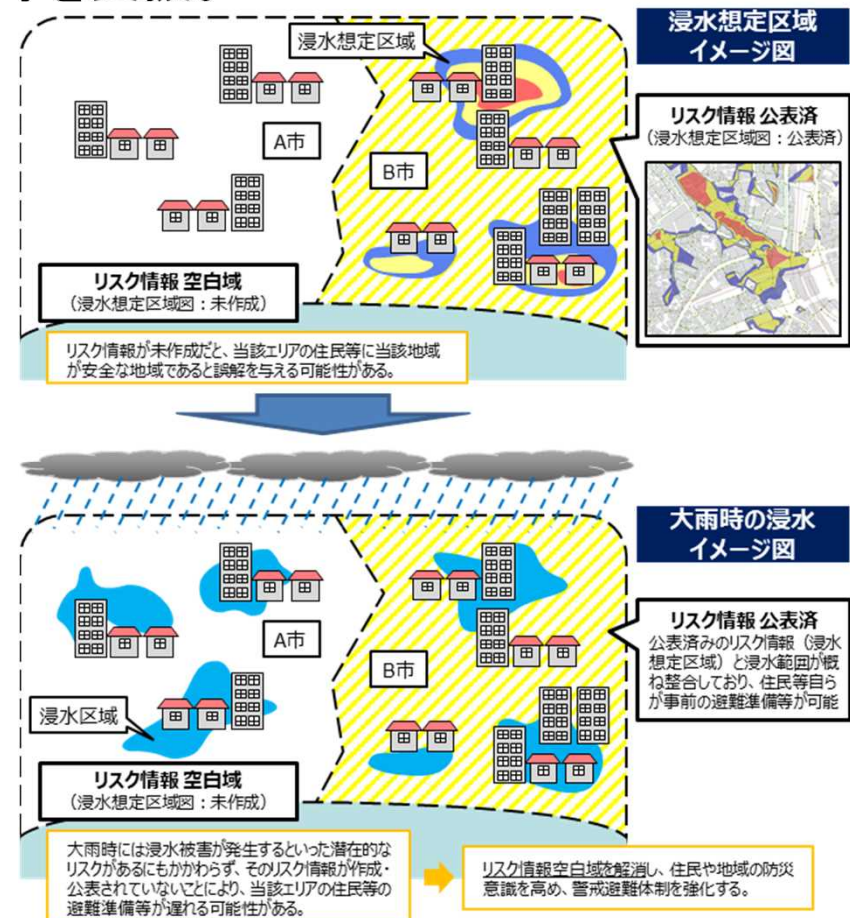 浸水想定区域
イメージ図
浸水想定区域
A市
B市
リスク情報 公表済
（浸水想定区域図：公表済）
リスク情報 空白域
（浸水想定区域図：未作成）
リスク情報が未作成だと、当該エリアの住民等に当該地域
が安全な地域であると誤解を与える可能性がある。
大雨時の浸水
イメージ図
A市
B市
浸水区域
リスク情報 公表済
公表済みのリスク情報（浸水
想定区域）と浸水範囲が概
ね整合しており、住民等自ら
が事前の避難準備等が可能
リスク情報 空白域
（浸水想定区域図：未作成）
大雨時には浸水被害が発生するといった潜在的な
リスクがあるにもかかわらず、そのリスク情報が作成・
公表されていないことにより、当該エリアの住民等の
避難準備等が遅れる可能性がある。
リスク情報空白域を解消し、住民や地域の防災
意識を高め、警戒避難体制を強化する。